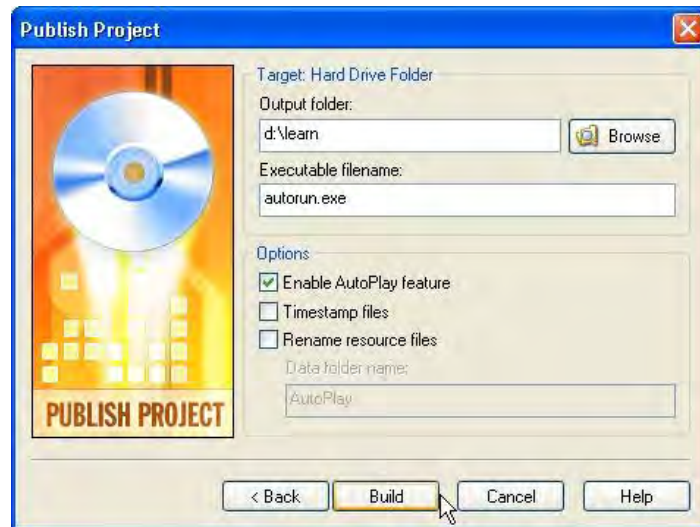 Publish Project
Target: Hard Drive Folder
Output folder:
d:\learn
Browse
Executable filename:
autorun.exe
Options
Enable AutoPlay feature
Timestamp files
Rename resource files
Data folder name:
AutoPlay
PUBLISH PROJECT
< Back
Build
Cancel
Help